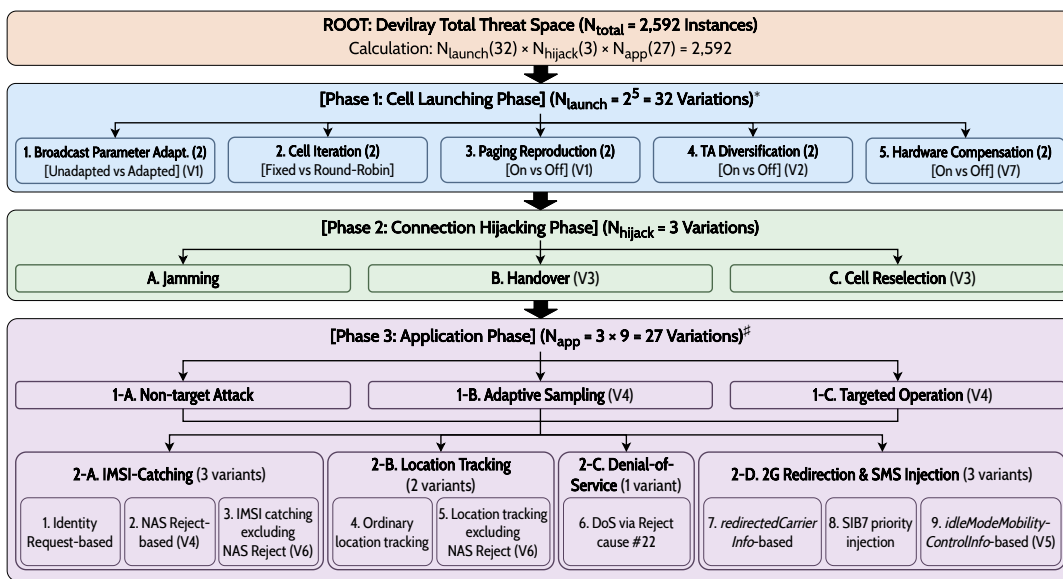 ROOT: Devilray Total Threat Space (Ntotal = 2,592 Instances)
Calculation: Nlaunch(32) × Nhijack(3) × Napp(27) = 2,592
[Phase 1: Cell Launching Phase] (Nlaunch = 2⁵ = 32 Variations)*
1. Broadcast Parameter Adapt. (2)
[Unadapted vs Adapted] (V1)
2. Cell Iteration (2)
[Fixed vs Round-Robin]
3. Paging Reproduction (2)
[On vs Off] (V1)
4. TA Diversification (2)
[On vs Off] (V2)
5. Hardware Compensation (2)
[On vs Off] (V7)
[Phase 2: Connection Hijacking Phase] (Nhijack = 3 Variations)
A. Jamming
B. Handover (V3)
C. Cell Reselection (V3)
[Phase 3: Application Phase] (Napp = 3 × 9 = 27 Variations)♯
1-A. Non-target Attack
1-B. Adaptive Sampling (V4)
1-C. Targeted Operation (V4)
2-A. IMSI-Catching (3 variants)
1. Identity
Request-based
2. NAS Reject-
based (V4)
3. IMSI catching
excluding
NAS Reject (V6)
2-B. Location Tracking
(2 variants)
4. Ordinary
location tracking
5. Location tracking
excluding
NAS Reject (V6)
2-C. Denial-of-
Service (1 variant)
6. DoS via Reject
cause #22
2-D. 2G Redirection & SMS Injection (3 variants)
7. redirectedCarrier
Info-based
8. SIB7 priority
injection
9. idleModeMobility-
ControlInfo-based (V5)